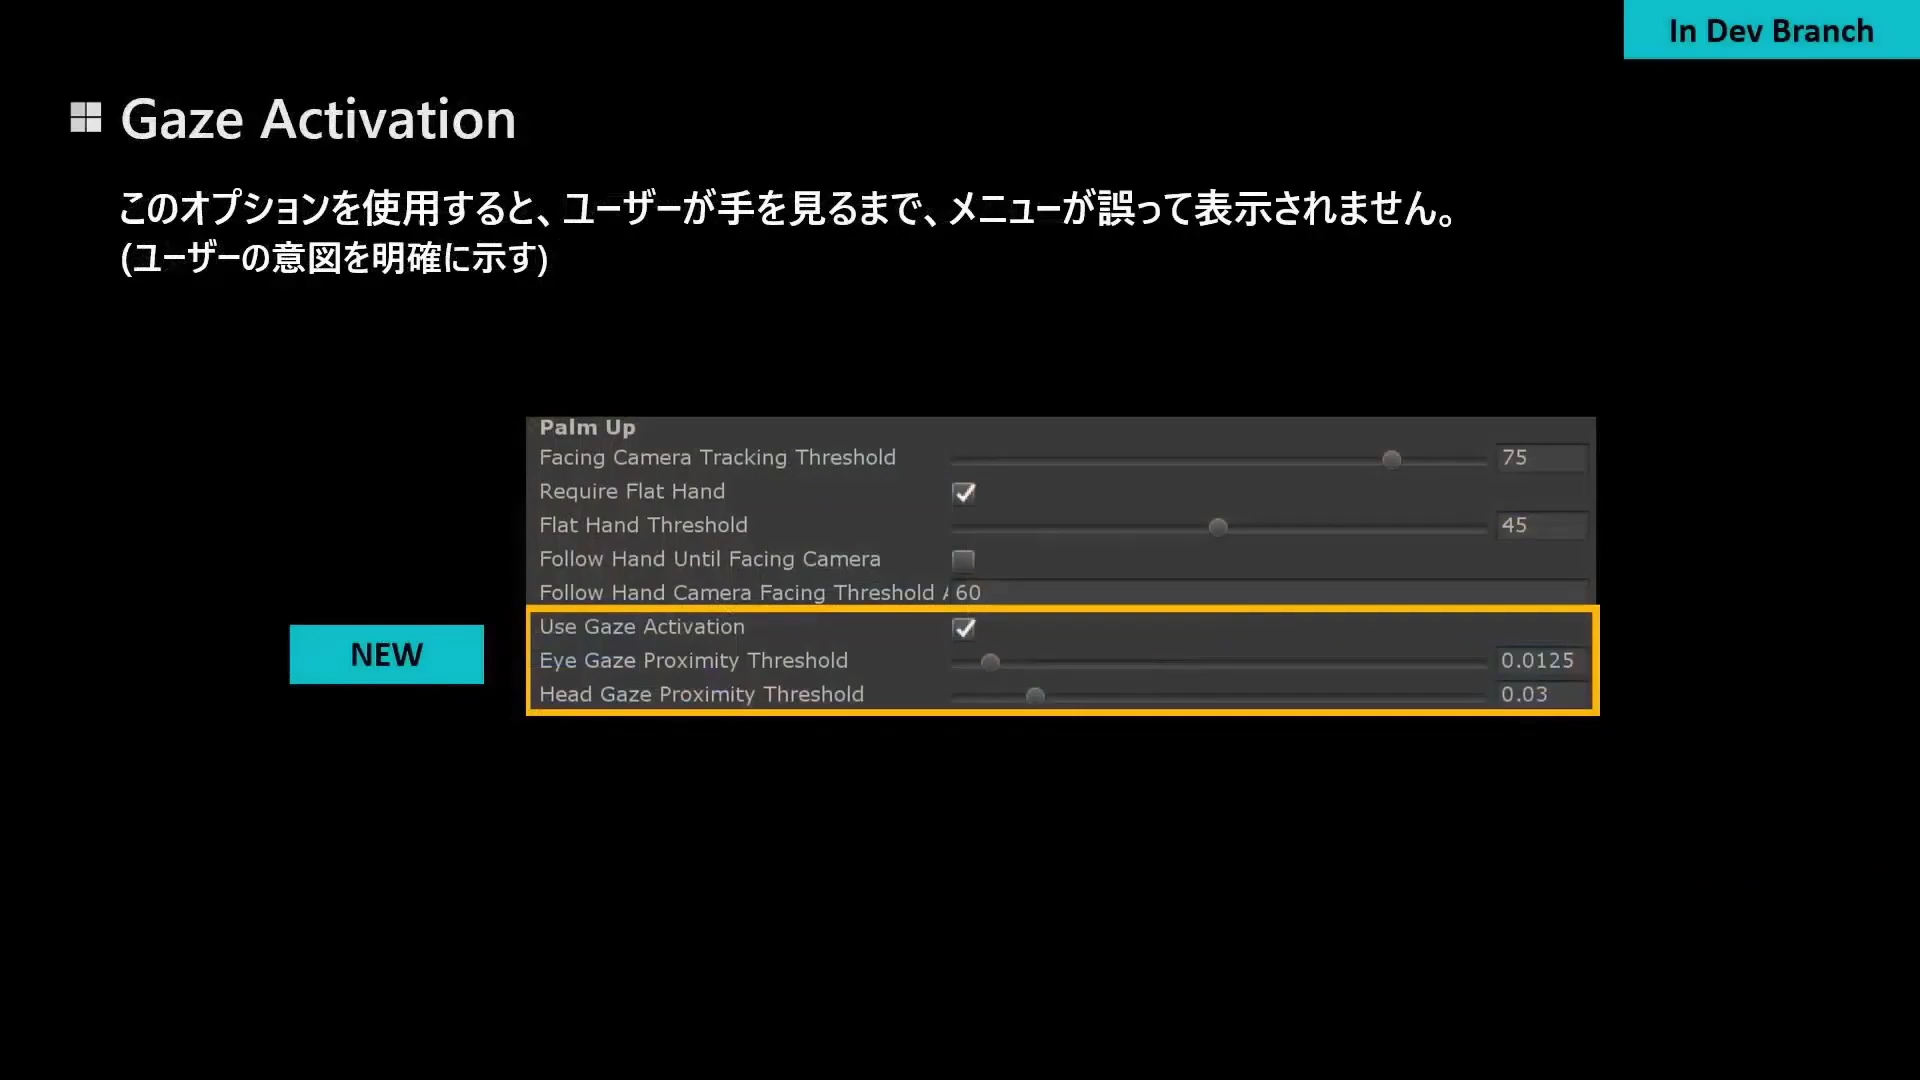 In Dev Branch
Gaze Activation
このオプションを使用すると、ユーザーが手を見るまで、メニューが誤って表示されません。
(ユーザーの意図を明確に示す)
Palm Up
Facing Camera Tracking Threshold 75
Require Flat Hand
Flat Hand Threshold 45
Follow Hand Until Facing Camera
Follow Hand Camera Facing Threshold 60
NEW
Use Gaze Activation
Eye Gaze Proximity Threshold 0.0125
Head Gaze Proximity Threshold 0.03